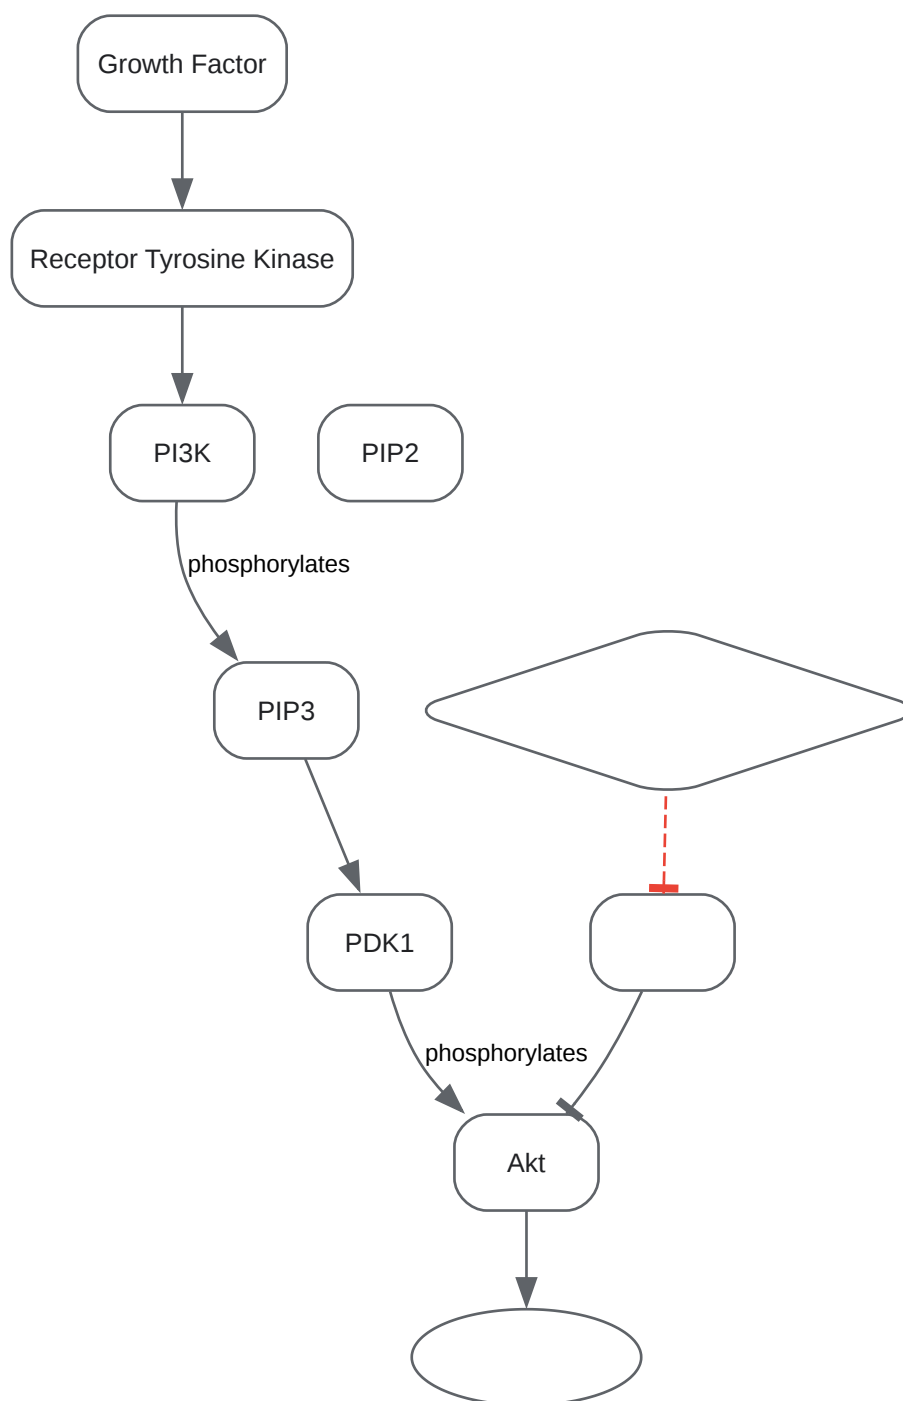 Growth Factor
Receptor Tyrosine Kinase
PI3K
PIP2
phosphorylates
PIP3
PDK1
phosphorylates
Akt